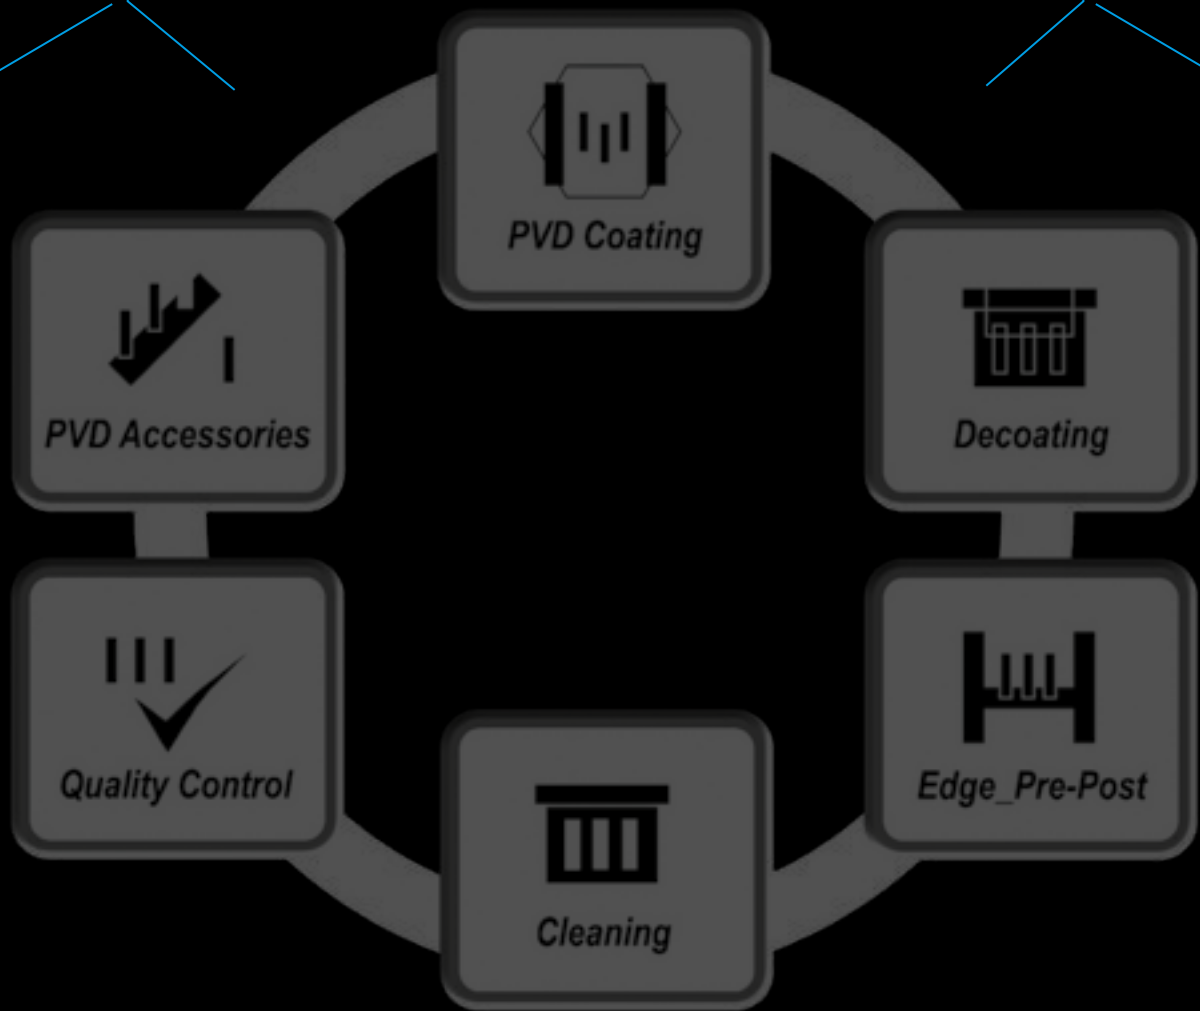 PVD Coating
PVD Accessories
Decoating
Quality Control
Edge_Pre-Post
Cleaning